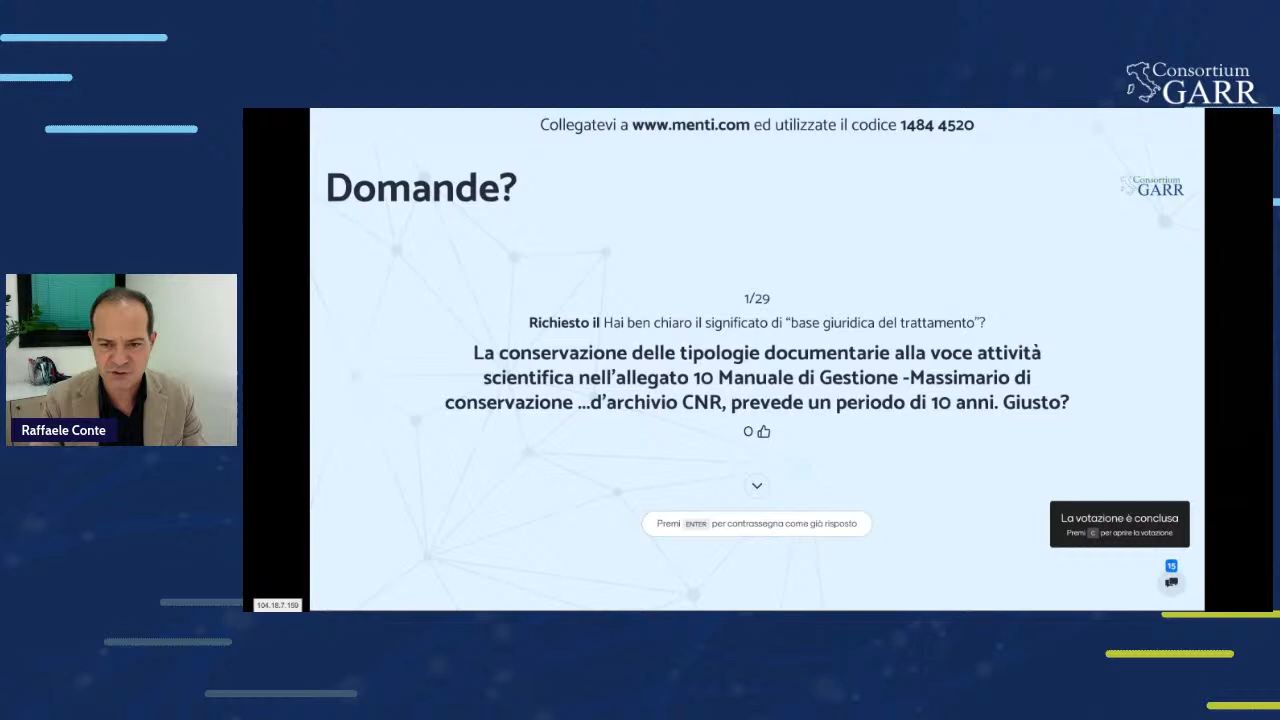 Consortium
GARR
Collegatevi a www.menti.com ed utilizzate il codice 1484 4520
Domande?
Consortium
GARR
1/29
Richiesto il Hai ben chiaro il significato di “base giuridica del trattamento”?
La conservazione delle tipologie documentarie alla voce attività
scientifica nell'allegato 10 Manuale di Gestione -Massimario di
conservazione ...d'archivio CNR, prevede un periodo di 10 anni. Giusto?
0
Premi ENTER per contrassegna come già risposto
La votazione è conclusa
Premi C per aprire la votazione
15
Raffaele Conte
104.18.7.159